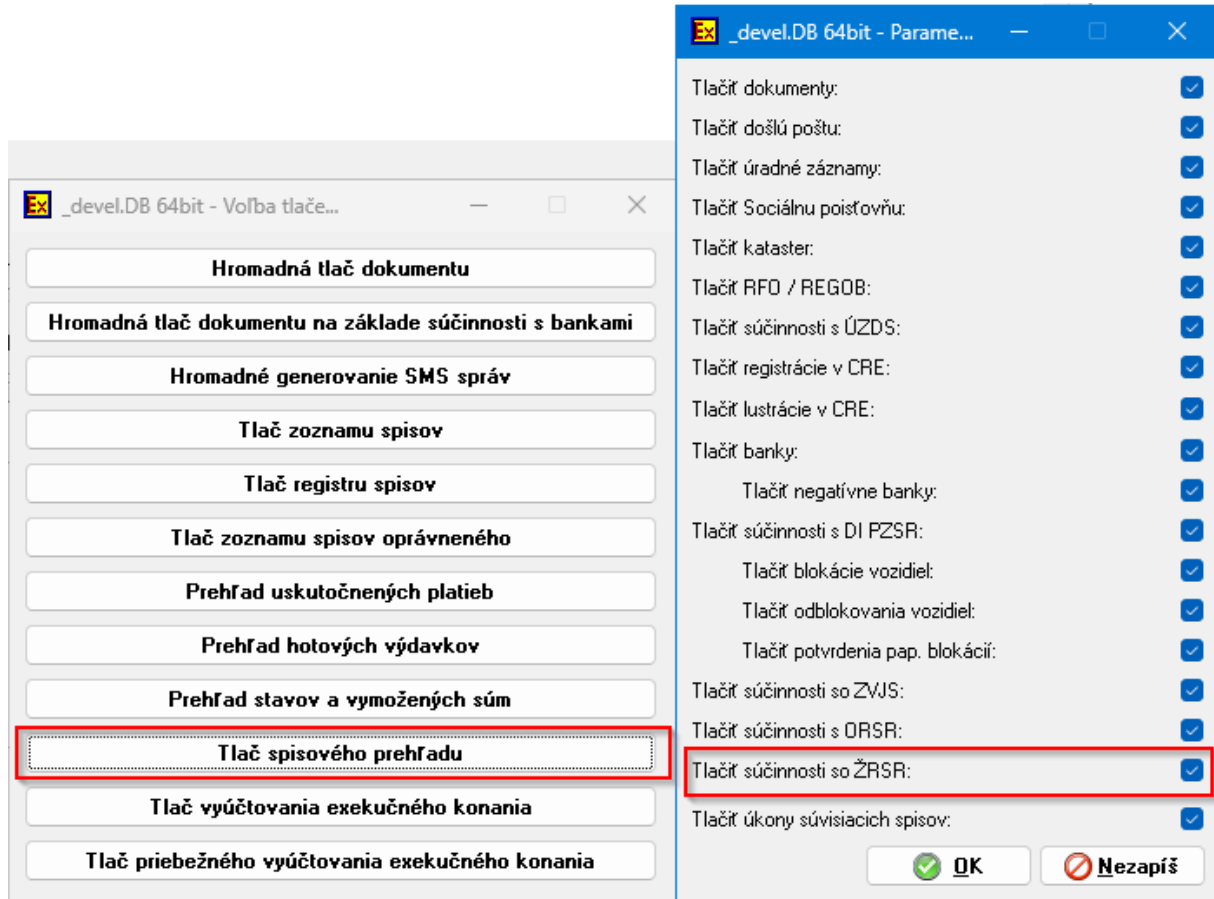 _devel.DB 64bit - Voľba tlače...
Hromadná tlač dokumentu
Hromadná tlač dokumentu na základe súčinnosti s bankami
Hromadné generovanie SMS správ
Tlač zoznamu spisov
Tlač registru spisov
Tlač zoznamu spisov oprávneného
Prehľad uskutočnených platieb
Prehľad hotových výdavkov
Prehľad stavov a vymožených súm
Tlač spisového prehľadu
Tlač vyúčtovania exekučného konania
Tlač priebežného vyúčtovania exekučného konania
_devel.DB 64bit - Parame...
Tlačiť dokumenty:
Tlačiť došlú poštu:
Tlačiť úradné záznamy:
Tlačiť Sociálnu poisťovňu:
Tlačiť kataster:
Tlačiť RFO / REGOB:
Tlačiť súčinnosti s ÚZDS:
Tlačiť registrácie v CRE:
Tlačiť lustrácie v CRE:
Tlačiť banky:
Tlačiť negatívne banky:
Tlačiť súčinnosti s DI PZSR:
Tlačiť blokácie vozidiel:
Tlačiť odblokovania vozidiel:
Tlačiť potvrdenia pap. blokácií:
Tlačiť súčinnosti so ZVJS:
Tlačiť súčinnosti s ORSR:
Tlačiť súčinnosti so ŽRSR:
Tlačiť úkony súvisiacich spisov:
OK
Nezapíš